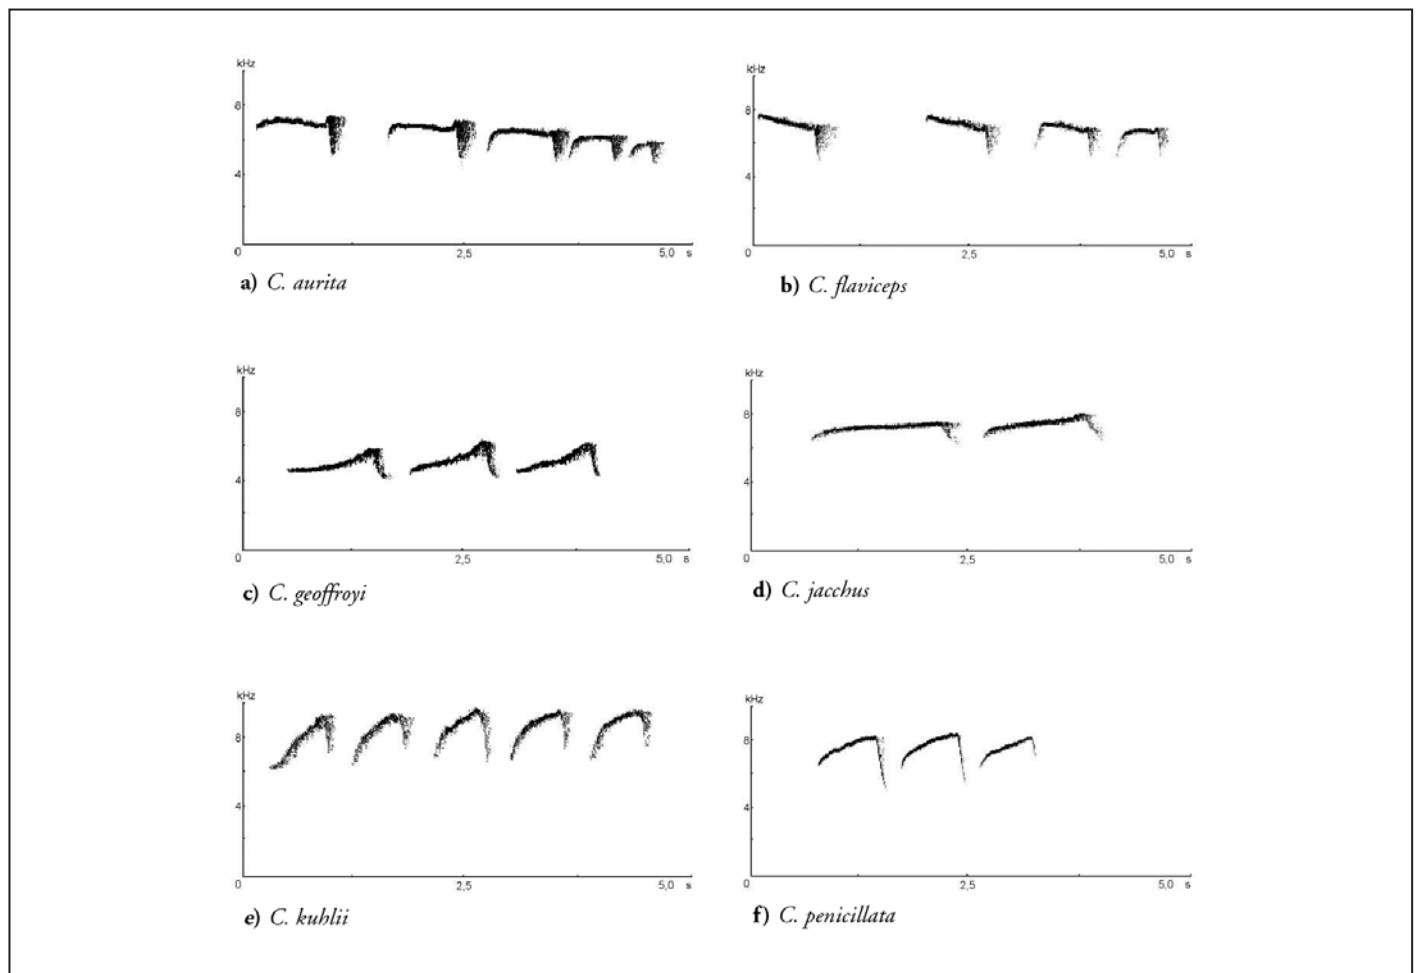 kHz
8
4
0 2,5 5,0 s
a) C. aurita
kHz
8
4
0 2,5 5,0 s
b) C. flaviceps
kHz
8
4
0 2,5 5,0 s
c) C. geoffroyi
kHz
8
4
0 2,5 5,0 s
d) C. jacchus
kHz
8
4
0 2,5 5,0 s
e) C. kuhlii
kHz
8
4
0 2,5 5,0 s
f) C. penicillata